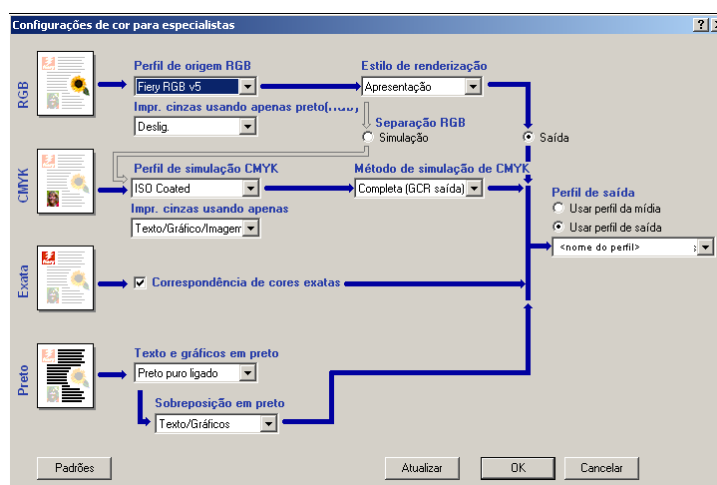 Configurações de cor para especialistas
RGB
Perfil de origem RGB
Fiery RGB v5
Estilo de renderização
Apresentação
Impr. cinzas usando apenas preto(RGB)
Deslig.
Separação RGB
Simulação
Saída
CMYK
Perfil de simulação CMYK
ISO Coated
Método de simulação de CMYK
Completa (GCR saída)
Impr. cinzas usando apenas
Texto/Gráfico/Imagem
Perfil de saída
Usar perfil da mídia
Usar perfil de saída
<nome do perfil>
Exata
Correspondência de cores exatas
Preto
Texto e gráficos em preto
Preto puro ligado
Sobreposição em preto
Texto/Gráficos
Padrões
Atualizar
OK
Cancelar